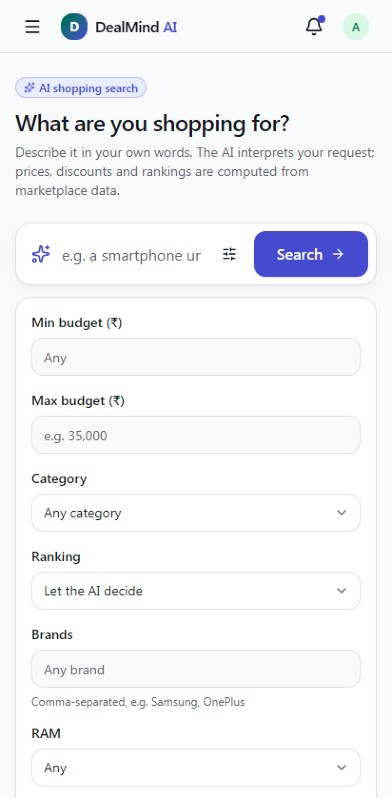 D DealMind AI
A
AI shopping search
What are you shopping for?
Describe it in your own words. The AI interprets your request;
prices, discounts and rankings are computed from
marketplace data.
e.g. a smartphone ur
Search
Min budget (₹)
Any
Max budget (₹)
e.g. 35,000
Category
Any category
Ranking
Let the AI decide
Brands
Any brand
Comma-separated, e.g. Samsung, OnePlus
RAM
Any